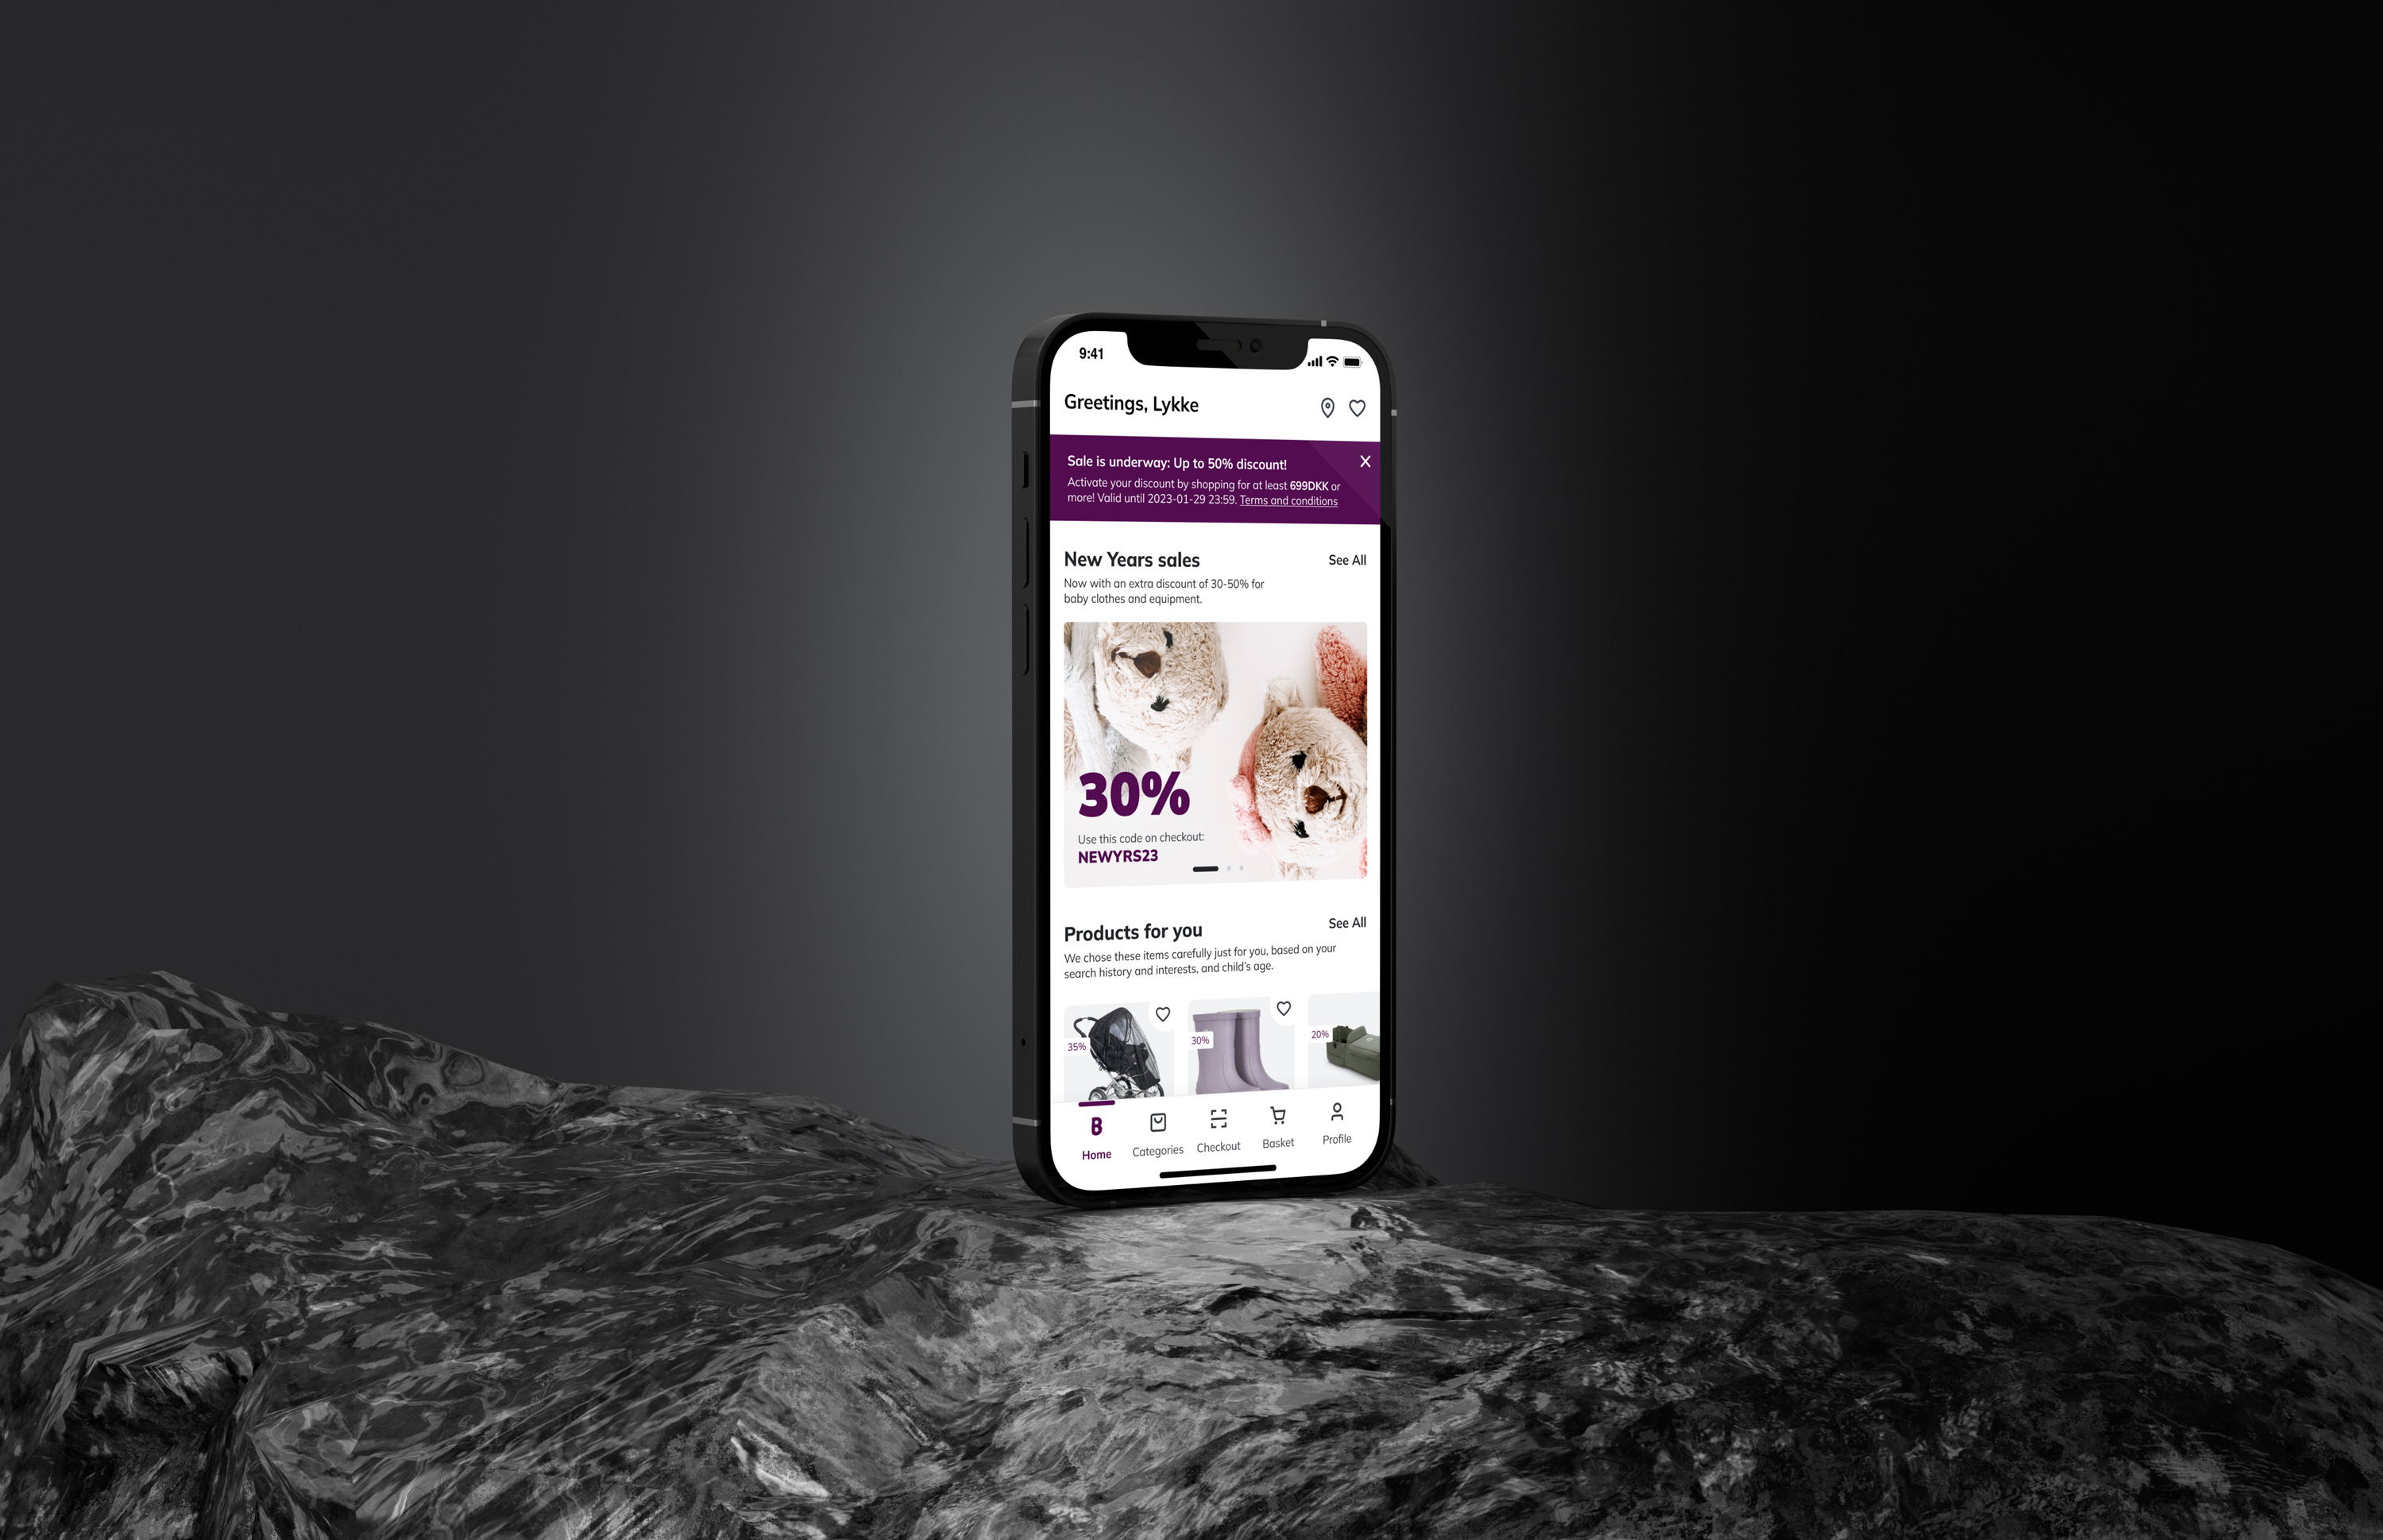 9:41
Greetings, Lykke
Sale is underway: Up to 50% discount!
Activate your discount by shopping for at least 699DKK or
more! Valid until 2023-01-29 23:59. Terms and conditions
New Years sales
See All
Now with an extra discount of 30-50% for
baby clothes and equipment.
30%
Use this code on checkout:
NEWYRS23
Products for you
See All
We chose these items carefully just for you, based on your
search history and interests, and child's age.
35%
30%
20%
B
Home
Categories
Checkout
Basket
Profile